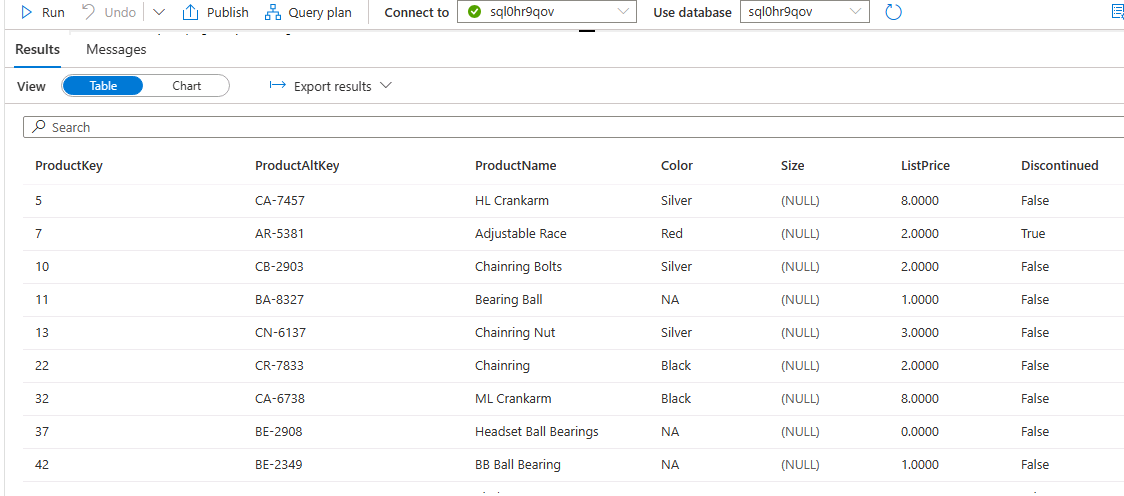 Run Undo Publish Query plan Connect to sql0hr9qov Use database sql0hr9qov
Results Messages
View Table Chart Export results
Search
ProductKey ProductAltKey ProductName Color Size ListPrice Discontinued
5 CA-7457 HL Crankarm Silver (NULL) 8.0000 False
7 AR-5381 Adjustable Race Red (NULL) 2.0000 True
10 CB-2903 Chainring Bolts Silver (NULL) 2.0000 False
11 BA-8327 Bearing Ball NA (NULL) 1.0000 False
13 CN-6137 Chainring Nut Silver (NULL) 3.0000 False
22 CR-7833 Chainring Black (NULL) 2.0000 False
32 CA-6738 ML Crankarm Black (NULL) 8.0000 False
37 BE-2908 Headset Ball Bearings NA (NULL) 0.0000 False
42 BE-2349 BB Ball Bearing NA (NULL) 1.0000 False